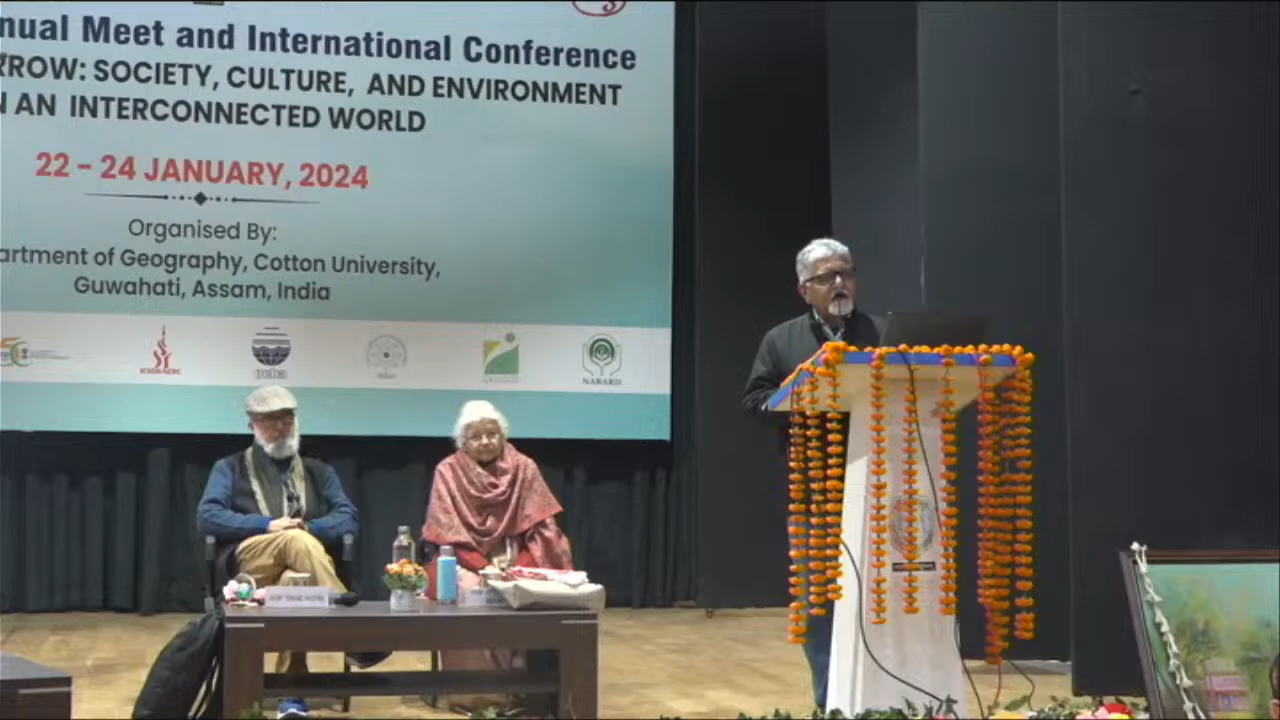 nual Meet and International Conference
RROW: SOCIETY, CULTURE, AND ENVIRONMENT
N AN INTERCONNECTED WORLD
22 – 24 JANUARY, 2024
Organised By:
artment of Geography, Cotton University,
Guwahati, Assam, India
NABARD